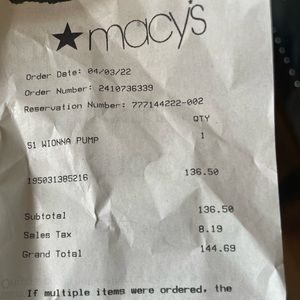 ★macy's
Order Date: 04/03/22
Order Number: 2410736339
Reservation Number: 777144222-002
QTY
S1 WIONNA PUMP 1
195031385216 136.50
Subtotal 136.50
Sales Tax 8.19
Grand Total 144.69
If multiple items were ordered, the